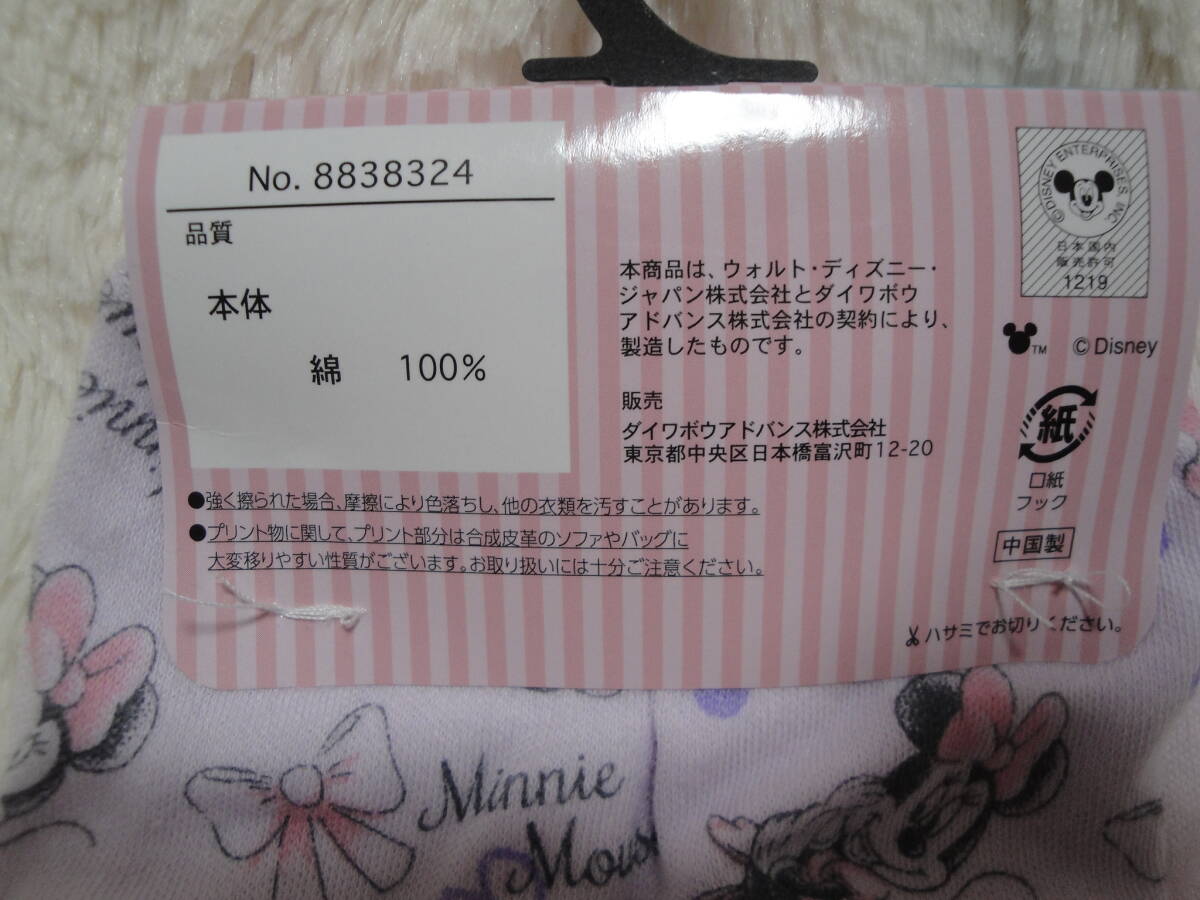 No. 8838324
品質
本体
綿 100%
●強く擦られた場合、摩擦により色落ちし、他の衣類を汚すことがあります。
●プリント物に関して、プリント部分は合成皮革のソファやバッグに
大変移りやすい性質がございます。お取り扱いには十分ご注意ください。
本商品は、ウォルト・ディズニー・
ジャパン株式会社とダイワボウ
アドバンス株式会社の契約により、
製造したものです。
販売
ダイワボウアドバンス株式会社
東京都中央区日本橋富沢町12-20
©DISNEY ENTERPRISES, INC
日本国内
販売許可
1219
TM ©Disney
紙
口紙
フック
中国製
ハサミでお切りください。
Minnie
Minnie
Mous